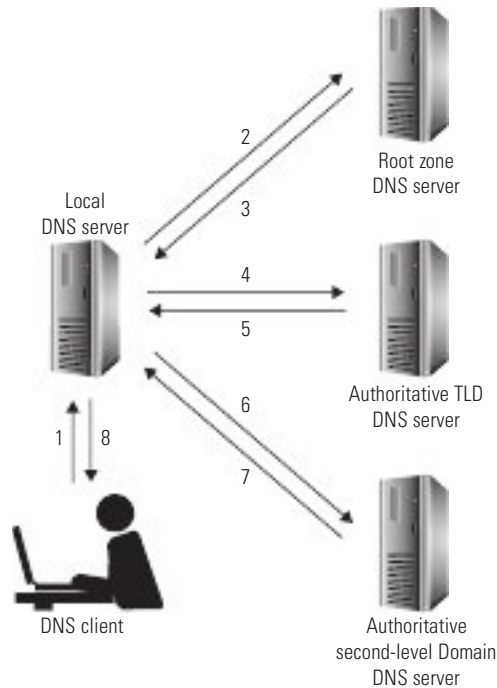 2
Root zone
DNS server
3
Local
DNS server
4
5
Authoritative TLD
DNS server
6
1
8
7
DNS client
Authoritative
second-level Domain
DNS server